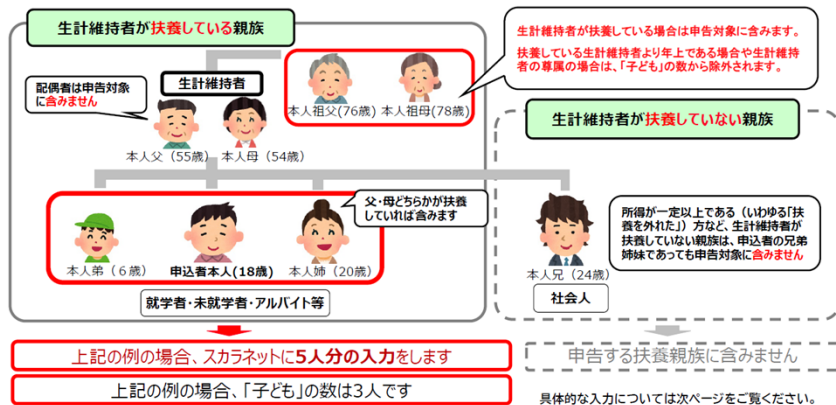 生計維持者が扶養している親族
生計維持者が扶養している場合は申告対象に含みます。
扶養している生計維持者より年上である場合や生計維持者
の尊属の場合は、「子ども」の数から除外されます。
配偶者は申告対象
に含みません
生計維持者
本人祖父(76歳)
本人祖母(78歳)
本人父（55歳）
本人母（54歳）
生計維持者が扶養していない親族
父・母どちらかが扶養
していれば含みます
本人弟（６歳）
申込者本人(18歳)
本人姉（20歳）
就学者・未就学者・アルバイト等
本人兄（24歳）
社会人
所得が一定以上である（いわゆる「扶
養を外れた」）方など、生計維持者が
扶養していない親族は、申込者の兄弟
姉妹であっても申告対象に含みません
上記の例の場合、スカラネットに5人分の入力をします
申告する扶養親族に含みません
上記の例の場合、「子ども」の数は3人です
具体的な入力については次ページをご覧ください。